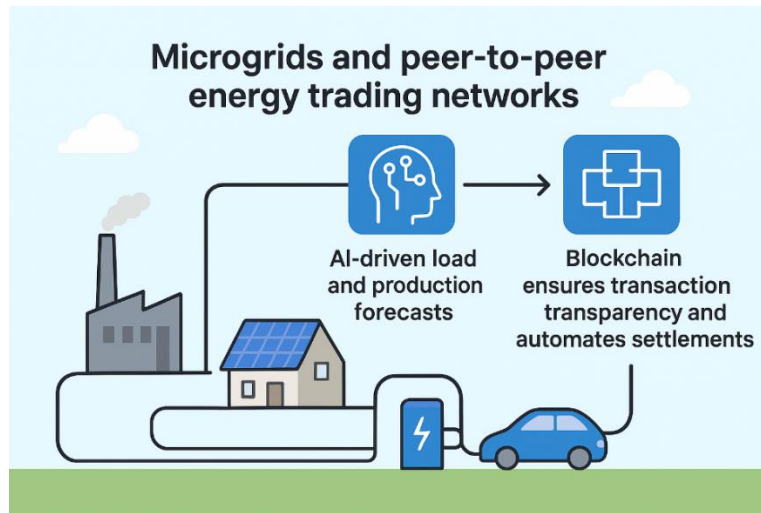 Microgrids and peer-to-peer
energy trading networks
AI-driven load
and production
forecasts
Blockchain
ensures transaction
transparency and
automates settlements